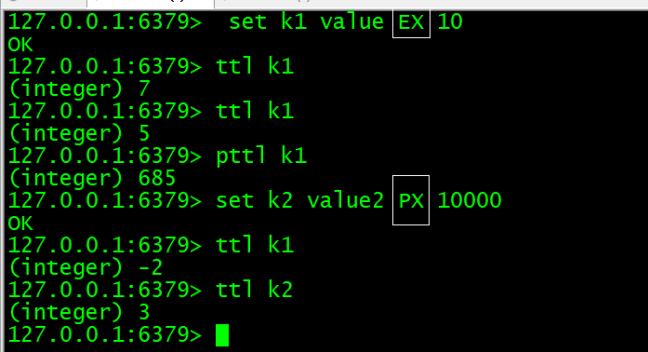 127.0.0.1:6379> set k1 value EX 10
OK
127.0.0.1:6379> ttl k1
(integer) 7
127.0.0.1:6379> ttl k1
(integer) 5
127.0.0.1:6379> pttl k1
(integer) 685
127.0.0.1:6379> set k2 value2 PX 10000
OK
127.0.0.1:6379> ttl k1
(integer) -2
127.0.0.1:6379> ttl k2
(integer) 3
127.0.0.1:6379>